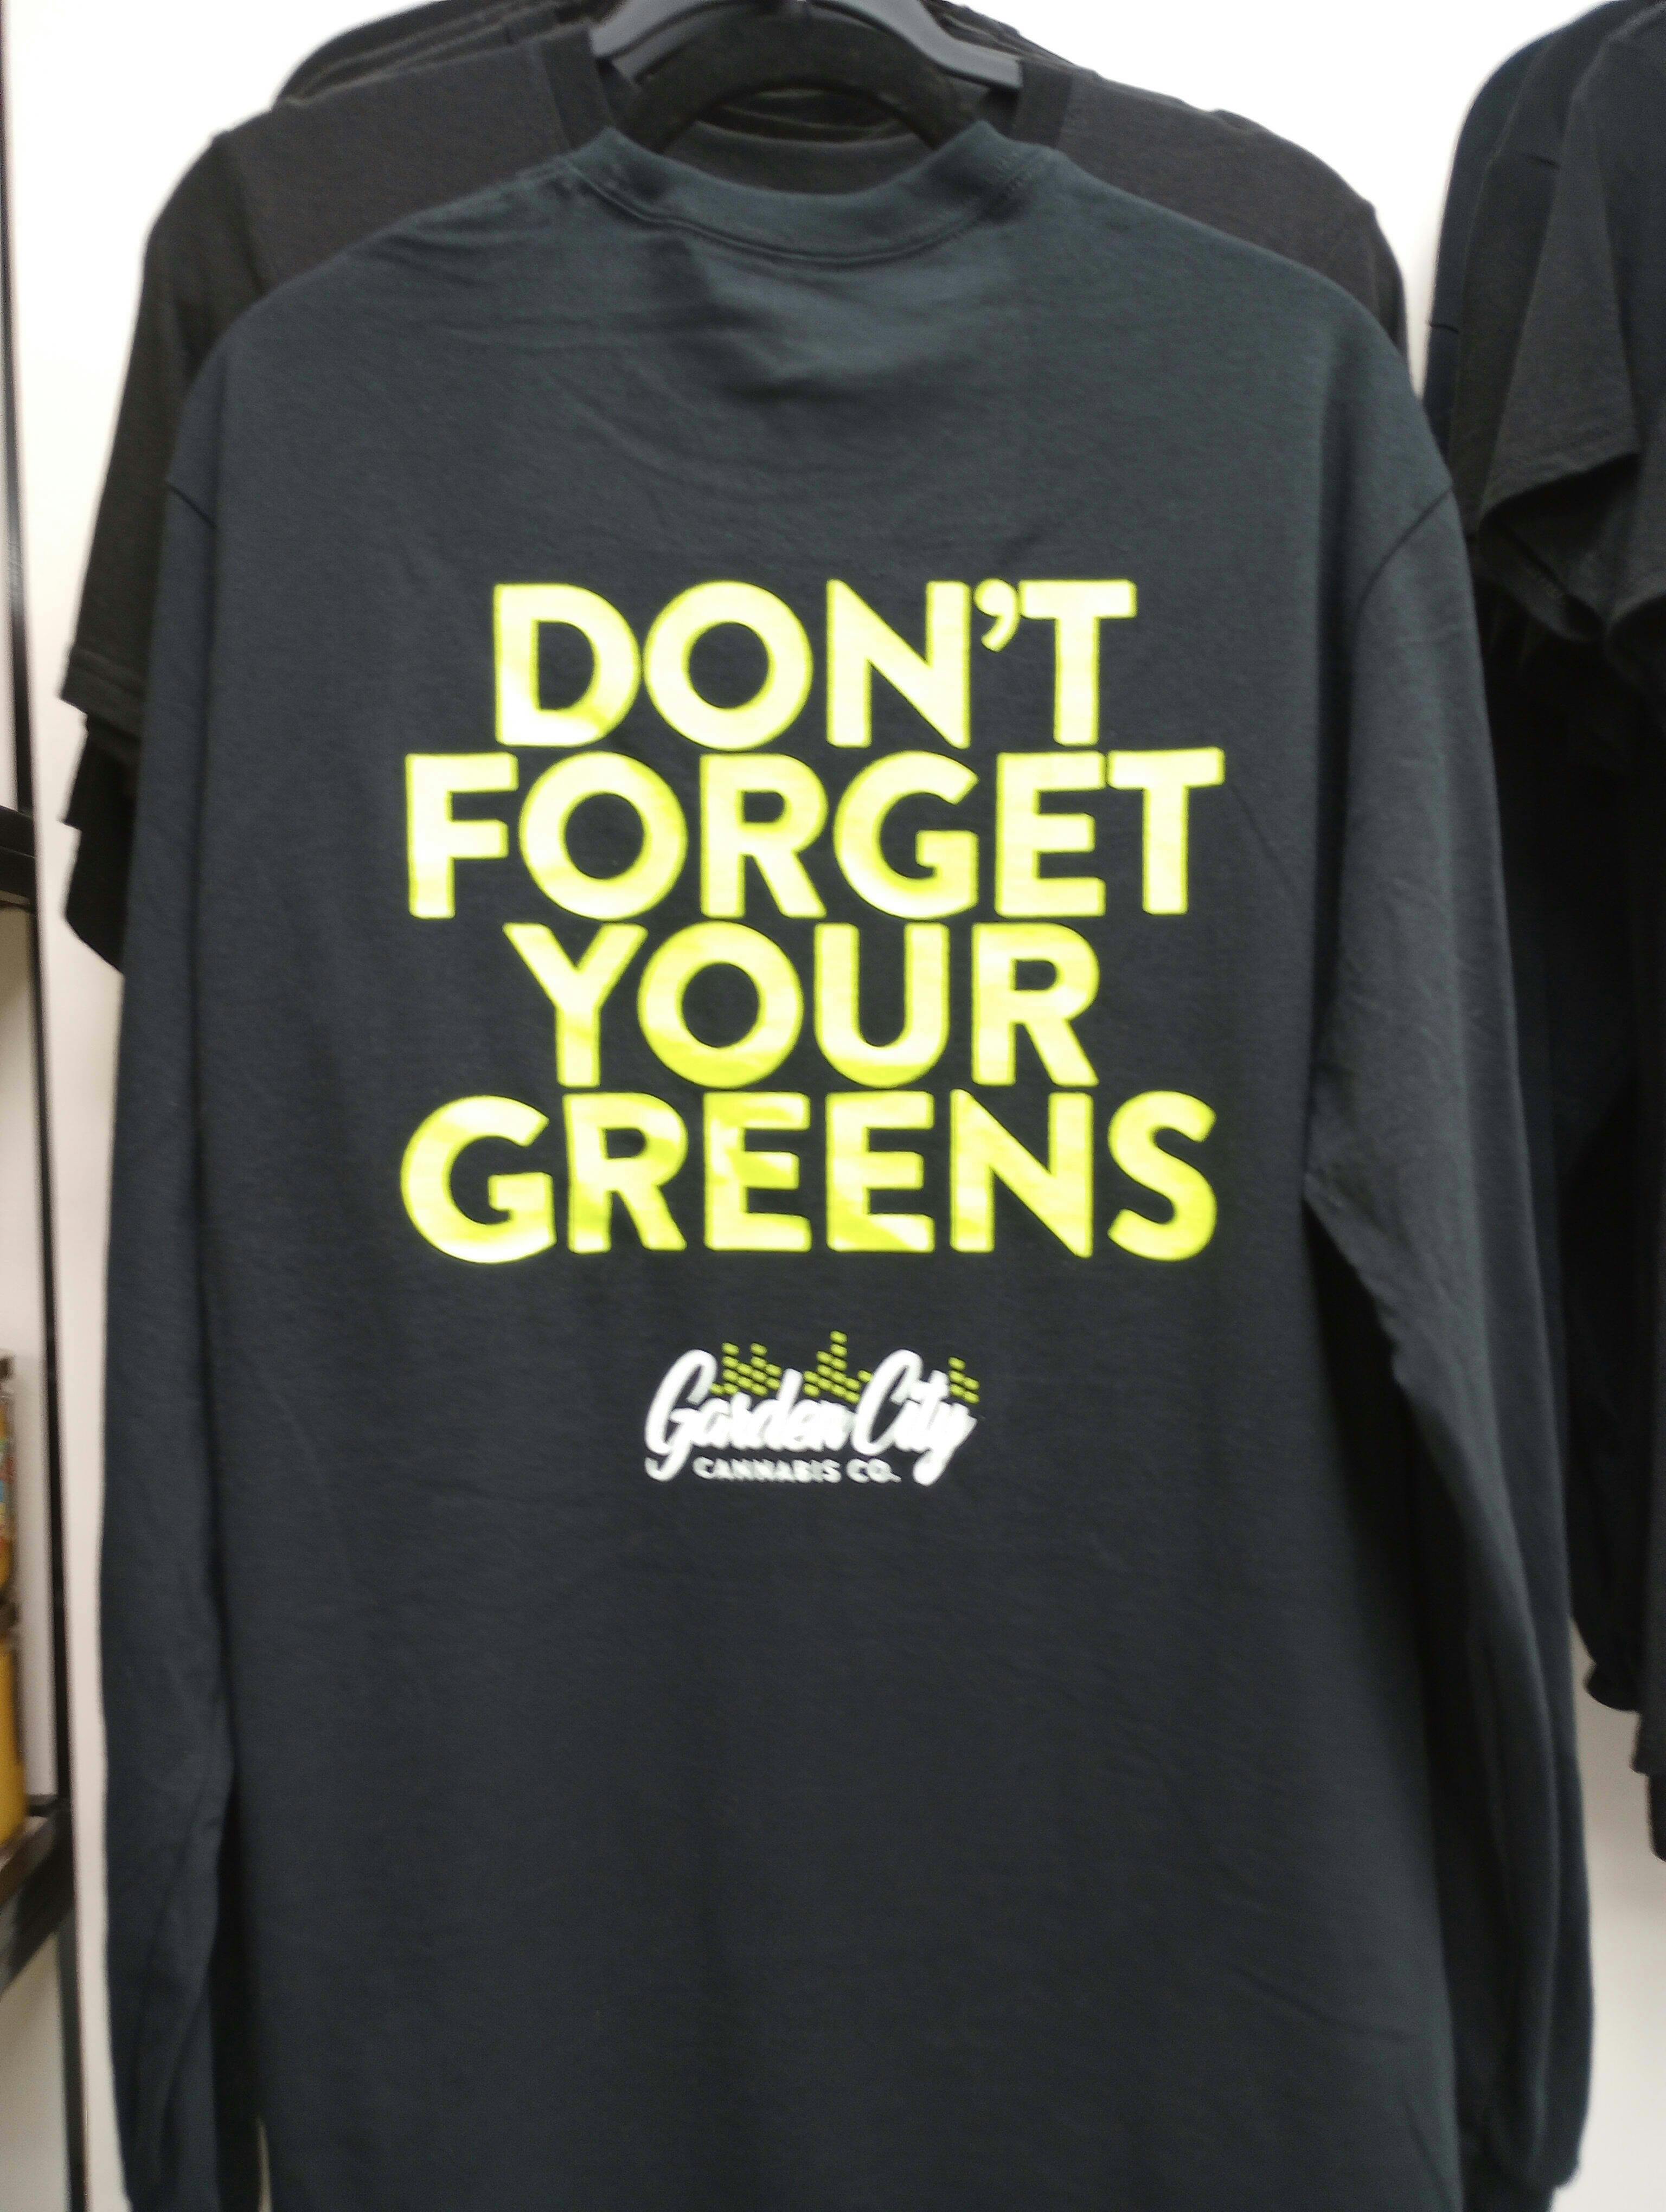 DON'T
FORGET
YOUR
GREENS
Garden City
CANNABIS CO.